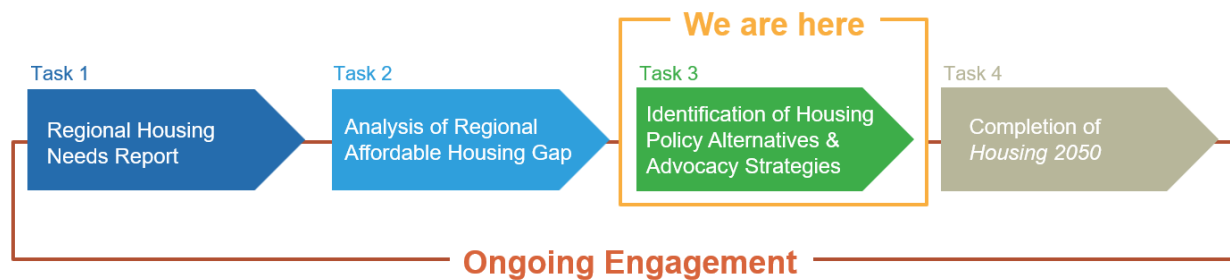 We are here
Task 1
Regional Housing
Needs Report
Task 2
Analysis of Regional
Affordable Housing Gap
Task 3
Identification of Housing
Policy Alternatives &
Advocacy Strategies
Task 4
Completion of
Housing 2050
Ongoing Engagement